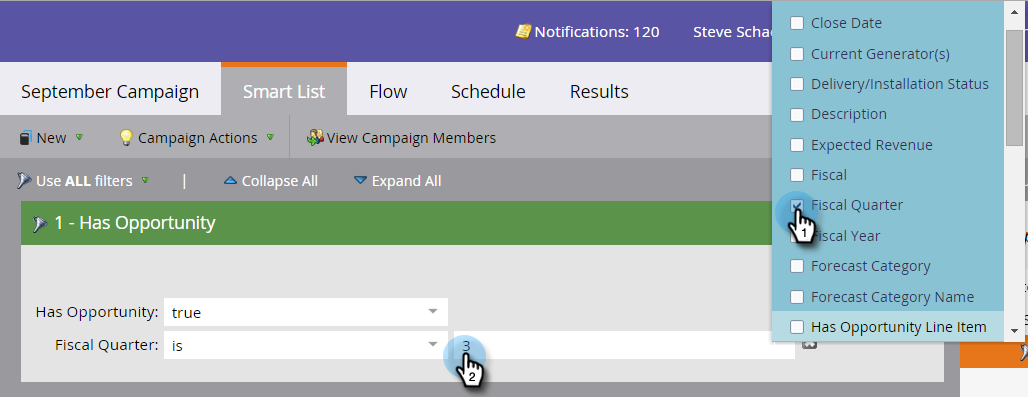 Notifications: 120
Steve Schae
September Campaign
Smart List
Flow
Schedule
Results
New
Campaign Actions
View Campaign Members
Use ALL filters
|
Collapse All
Expand All
1 - Has Opportunity
Has Opportunity: true
Fiscal Quarter: is 3
2
Close Date
Current Generator(s)
Delivery/Installation Status
Description
Expected Revenue
Fiscal
Fiscal Quarter
1
Fiscal Year
Forecast Category
Forecast Category Name
Has Opportunity Line Item